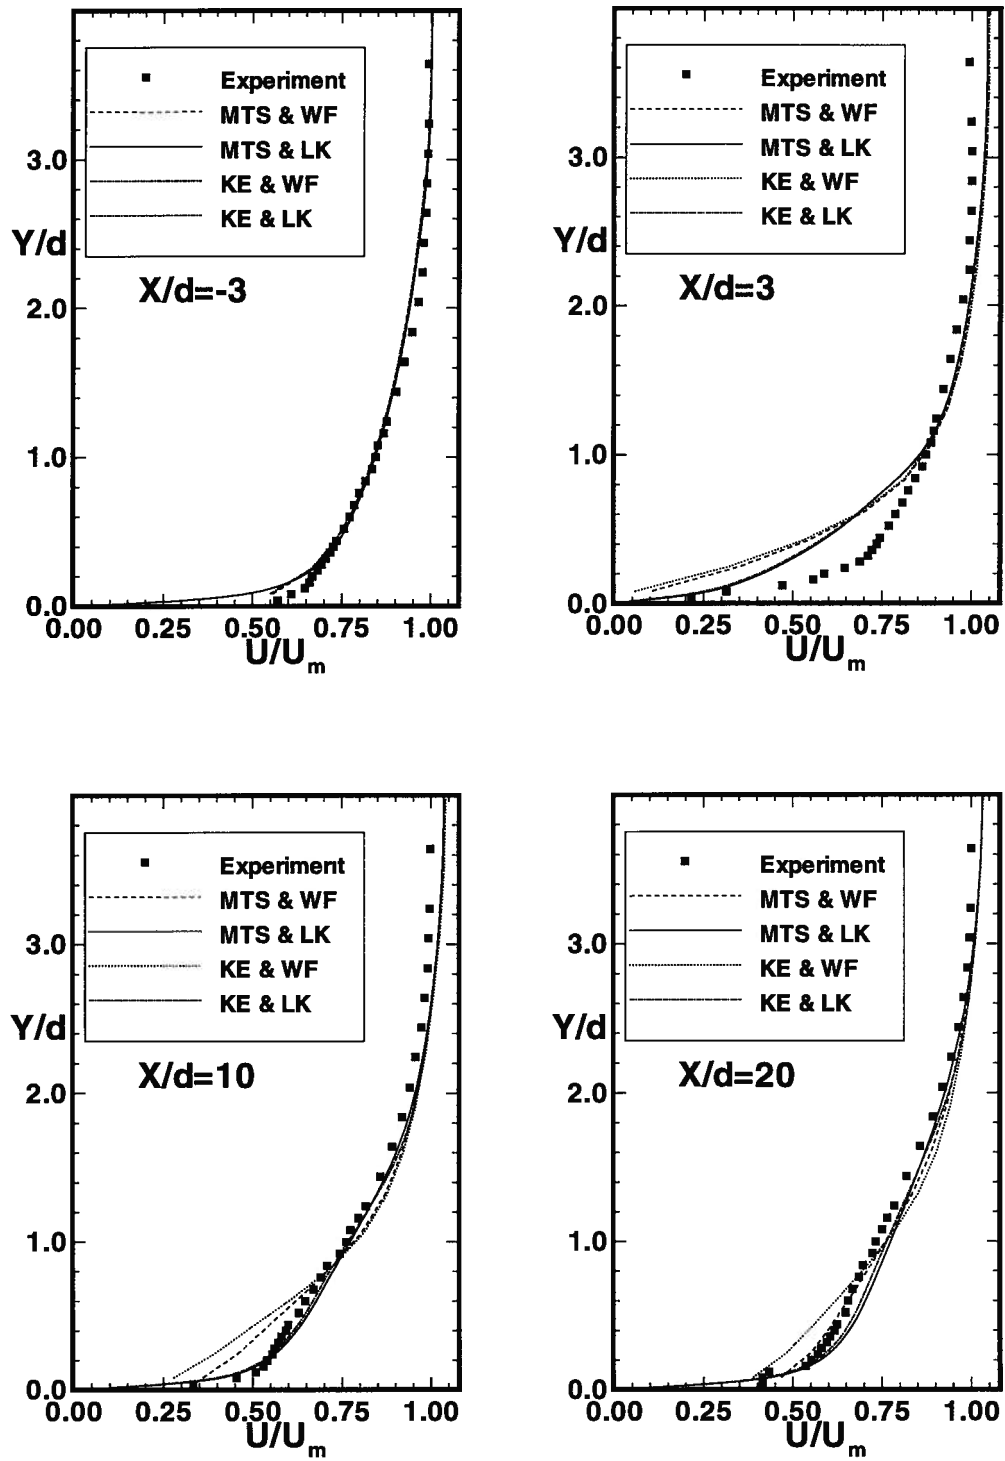 Experiment
MTS & WF
MTS & LK
KE & WF
KE & LK
3.0
Y/d
X/d=-3
2.0
1.0
0.0
0.00 0.25 0.50 0.75 1.00
U/Um
Experiment
MTS & WF
MTS & LK
KE & WF
KE & LK
3.0
Y/d
X/d=3
2.0
1.0
0.0
0.00 0.25 0.50 0.75 1.00
U/Um
Experiment
MTS & WF
MTS & LK
KE & WF
KE & LK
3.0
Y/d
X/d=10
2.0
1.0
0.0
0.00 0.25 0.50 0.75 1.00
U/Um
Experiment
MTS & WF
MTS & LK
KE & WF
KE & LK
3.0
Y/d
X/d=20
2.0
1.0
0.0
0.00 0.25 0.50 0.75 1.00
U/Um